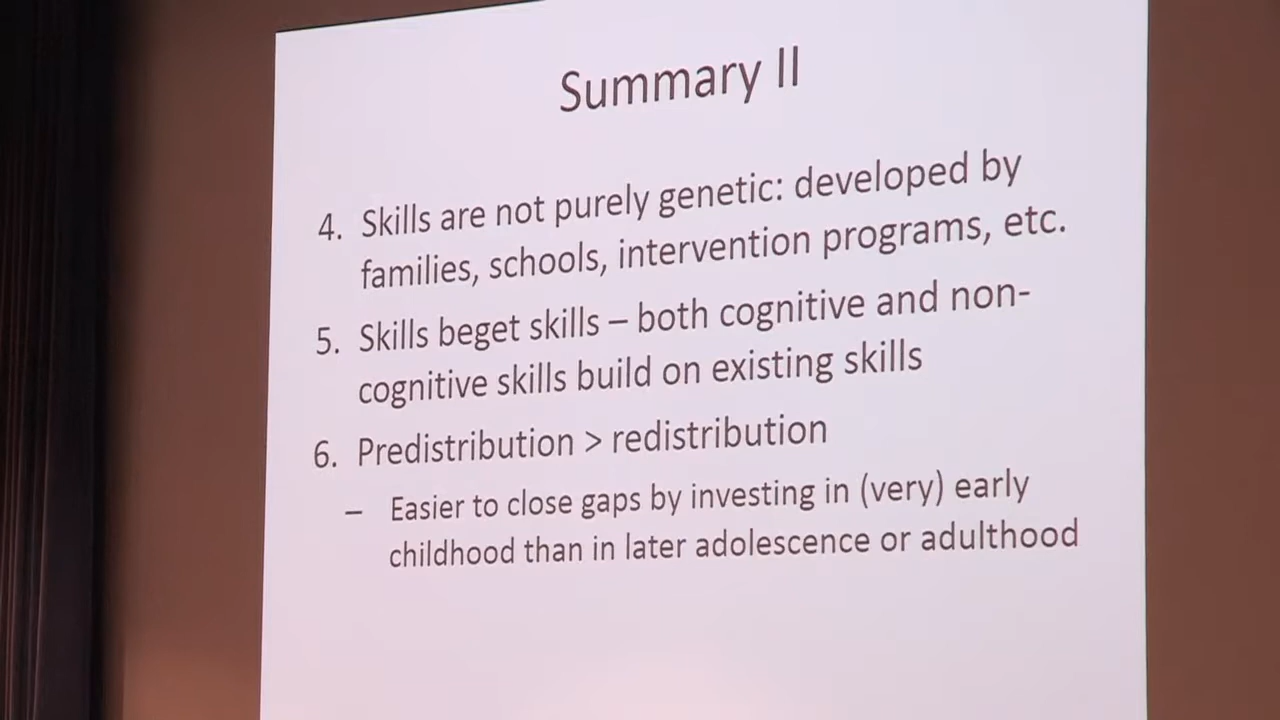 Summary II
4. Skills are not purely genetic: developed by
families, schools, intervention programs, etc.
5. Skills beget skills – both cognitive and non-
cognitive skills build on existing skills
6. Predistribution > redistribution
– Easier to close gaps by investing in (very) early
childhood than in later adolescence or adulthood